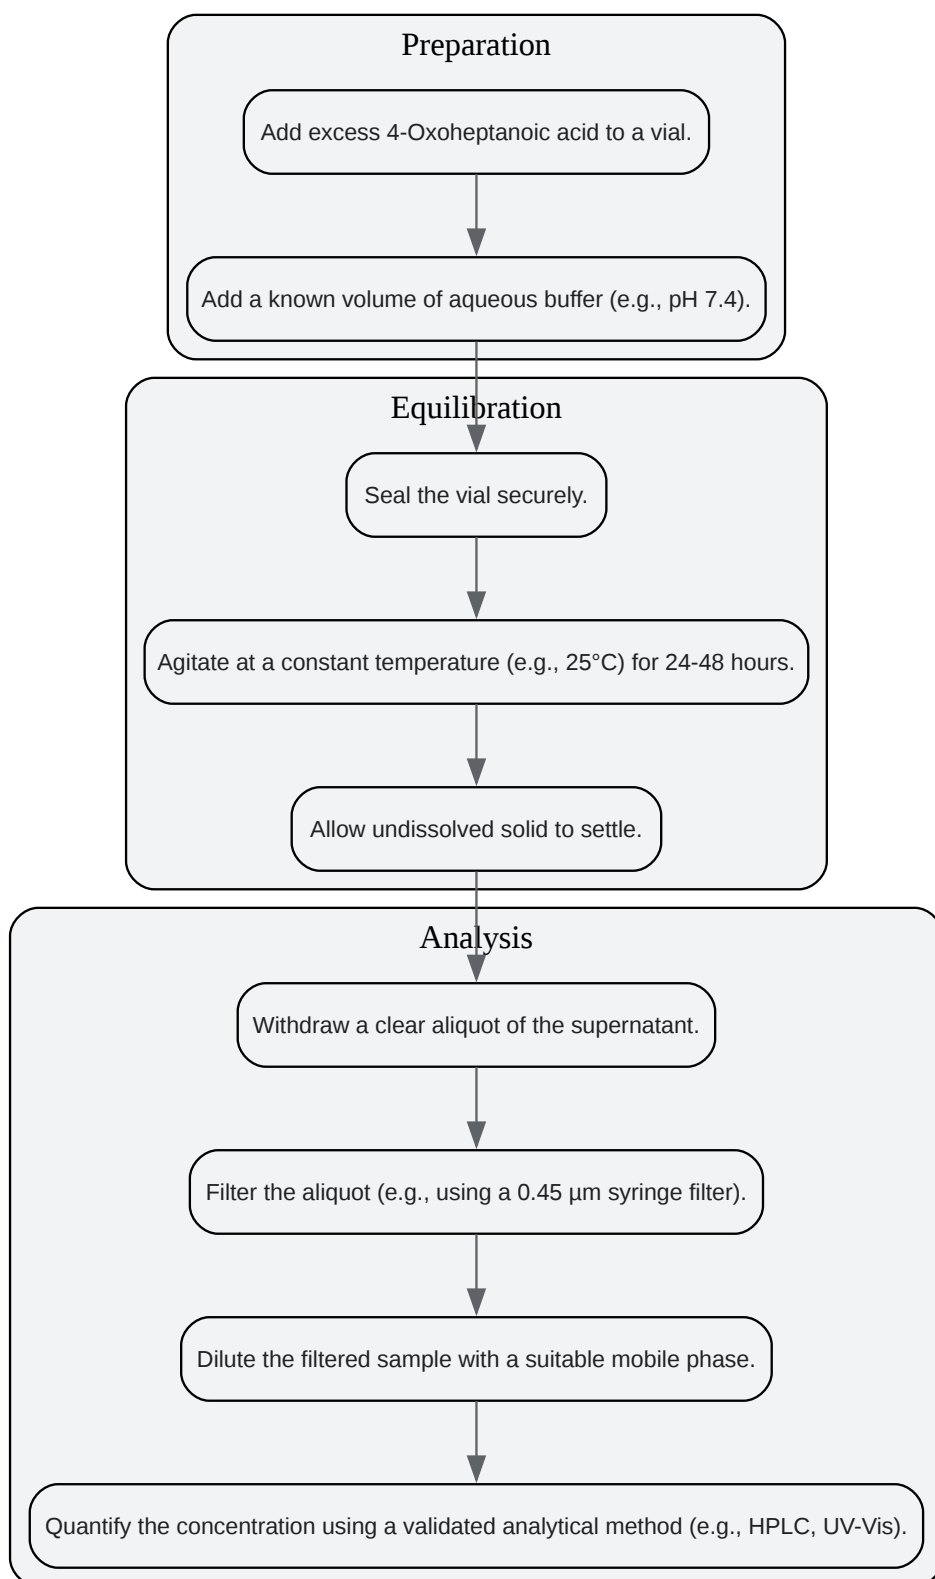 Preparation
Add excess 4-Oxoheptanoic acid to a vial.
Add a known volume of aqueous buffer (e.g., pH 7.4).
Equilibration
Seal the vial securely.
Agitate at a constant temperature (e.g., 25°C) for 24-48 hours.
Allow undissolved solid to settle.
Analysis
Withdraw a clear aliquot of the supernatant.
Filter the aliquot (e.g., using a 0.45 µm syringe filter).
Dilute the filtered sample with a suitable mobile phase.
Quantify the concentration using a validated analytical method (e.g., HPLC, UV-Vis).